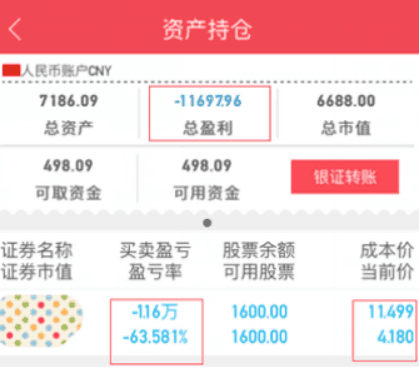 资产持仓
人民币账户CNY
7186.09 -11697.96 6688.00
总资产 总盈利 总市值
498.09 498.09 银证转账
可取资金 可用资金
证券名称 买卖盈亏 股票余额 成本价
证券市值 盈亏率 可用股票 当前价
-1.16万 1600.00 11.499
-63.581% 1600.00 4.180